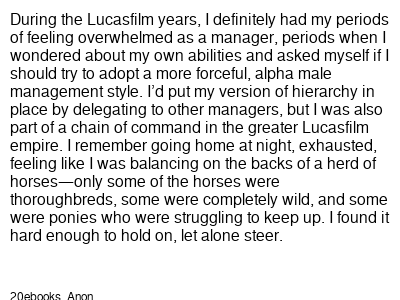 During the Lucasfilm years, I definitely had my periods
of feeling overwhelmed as a manager, periods when I
wondered about my own abilities and asked myself if I
should try to adopt a more forceful, alpha male
management style. I’d put my version of hierarchy in
place by delegating to other managers, but I was also
part of a chain of command in the greater Lucasfilm
empire. I remember going home at night, exhausted,
feeling like I was balancing on the backs of a herd of
horses—only some of the horses were
thoroughbreds, some were completely wild, and some
were ponies who were struggling to keep up. I found it
hard enough to hold on, let alone steer.
20ebooks, Anon